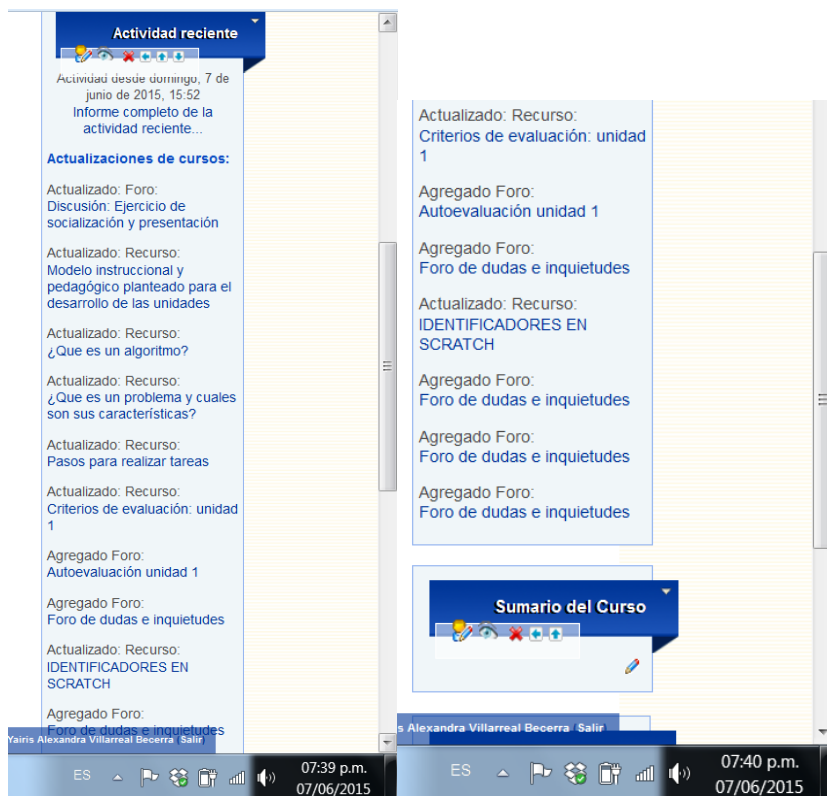 Actividad reciente
Actividad desde domingo, 7 de
junio de 2015, 15:52
Informe completo de la
actividad reciente...
Actualizaciones de cursos:
Actualizado: Foro:
Discusión: Ejercicio de
socialización y presentación
Actualizado: Recurso:
Modelo instruccional y
pedagógico planteado para el
desarrollo de las unidades
Actualizado: Recurso:
¿Que es un algoritmo?
Actualizado: Recurso:
¿Que es un problema y cuales
son sus características?
Actualizado: Recurso:
Pasos para realizar tareas
Actualizado: Recurso:
Criterios de evaluación: unidad
1
Agregado Foro:
Autoevaluación unidad 1
Agregado Foro:
Foro de dudas e inquietudes
Actualizado: Recurso:
IDENTIFICADORES EN
SCRATCH
Agregado Foro:
Foro de dudas e inquietudes
Yairis Alexandra Villarreal Becerra (Salir)
ES
07:39 p.m.
07/06/2015
Actualizado: Recurso:
Criterios de evaluación: unidad
1
Agregado Foro:
Autoevaluación unidad 1
Agregado Foro:
Foro de dudas e inquietudes
Actualizado: Recurso:
IDENTIFICADORES EN
SCRATCH
Agregado Foro:
Foro de dudas e inquietudes
Agregado Foro:
Foro de dudas e inquietudes
Agregado Foro:
Foro de dudas e inquietudes
Sumario del Curso
s Alexandra Villarreal Becerra (Salir)
ES
07:40 p.m.
07/06/2015